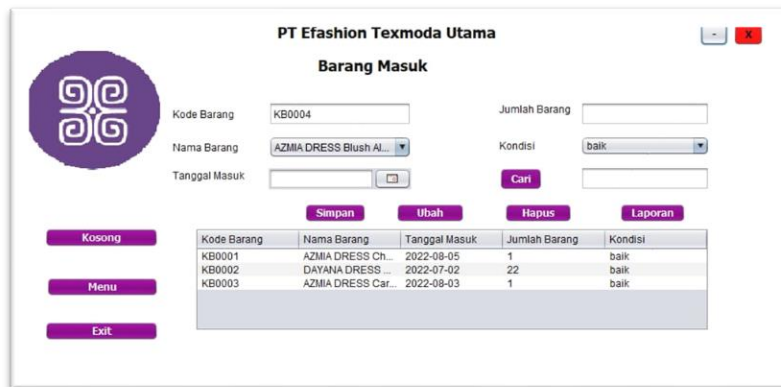 PT Efashion Texmoda Utama
- X
Barang Masuk
Kode Barang KB0004 Jumlah Barang
Nama Barang AZMIA DRESS Blush Al... Kondisi baik
Tanggal Masuk Cari
Simpan Ubah Hapus Laporan
Kosong
Menu
Exit
Kode Barang Nama Barang Tanggal Masuk Jumlah Barang Kondisi
KB0001 AZMIA DRESS Ch... 2022-08-05 1 baik
KB0002 DAYANA DRESS ... 2022-07-02 22 baik
KB0003 AZMIA DRESS Car... 2022-08-03 1 baik